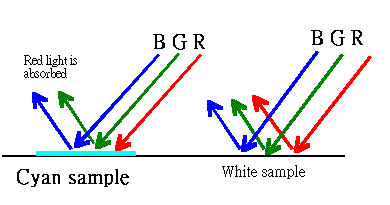 B G R
B G R
Red light is
absorbed
Cyan sample
White sample